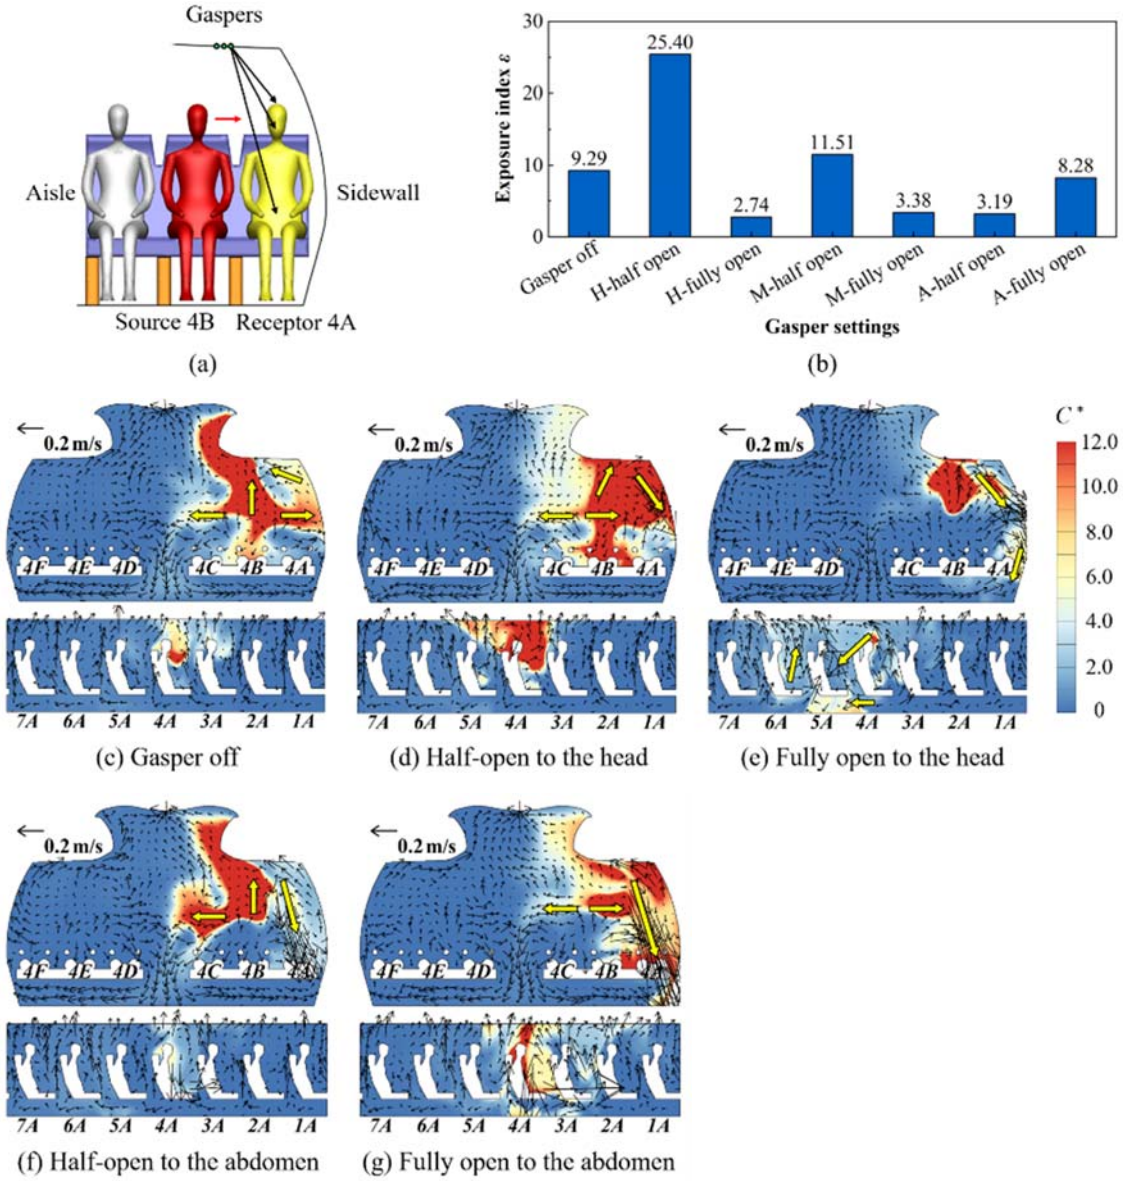 Gaspers
Aisle
Sidewall
Source 4B
Receptor 4A
(a)
Exposure index ε
30
20
10
0
9.29
25.40
2.74
11.51
3.38
3.19
8.28
Gasper off
H-half open
H-fully open
M-half open
M-fully open
A-half open
A-fully open
Gasper settings
(b)
0.2 m/s
4F 4E 4D 4C 4B 4A
7A 6A 5A 4A 3A 2A 1A
(c) Gasper off
0.2 m/s
4F 4E 4D 4C 4B 4A
7A 6A 5A 4A 3A 2A 1A
(d) Half-open to the head
0.2 m/s
4F 4E 4D 4C 4B 4A
7A 6A 5A 4A 3A 2A 1A
(e) Fully open to the head
C*
12.0
10.0
8.0
6.0
4.0
2.0
0
0.2 m/s
4F 4E 4D 4C 4B 4A
7A 6A 5A 4A 3A 2A 1A
(f) Half-open to the abdomen
0.2 m/s
4F 4E 4D 4C 4B 4A
7A 6A 5A 4A 3A 2A 1A
(g) Fully open to the abdomen